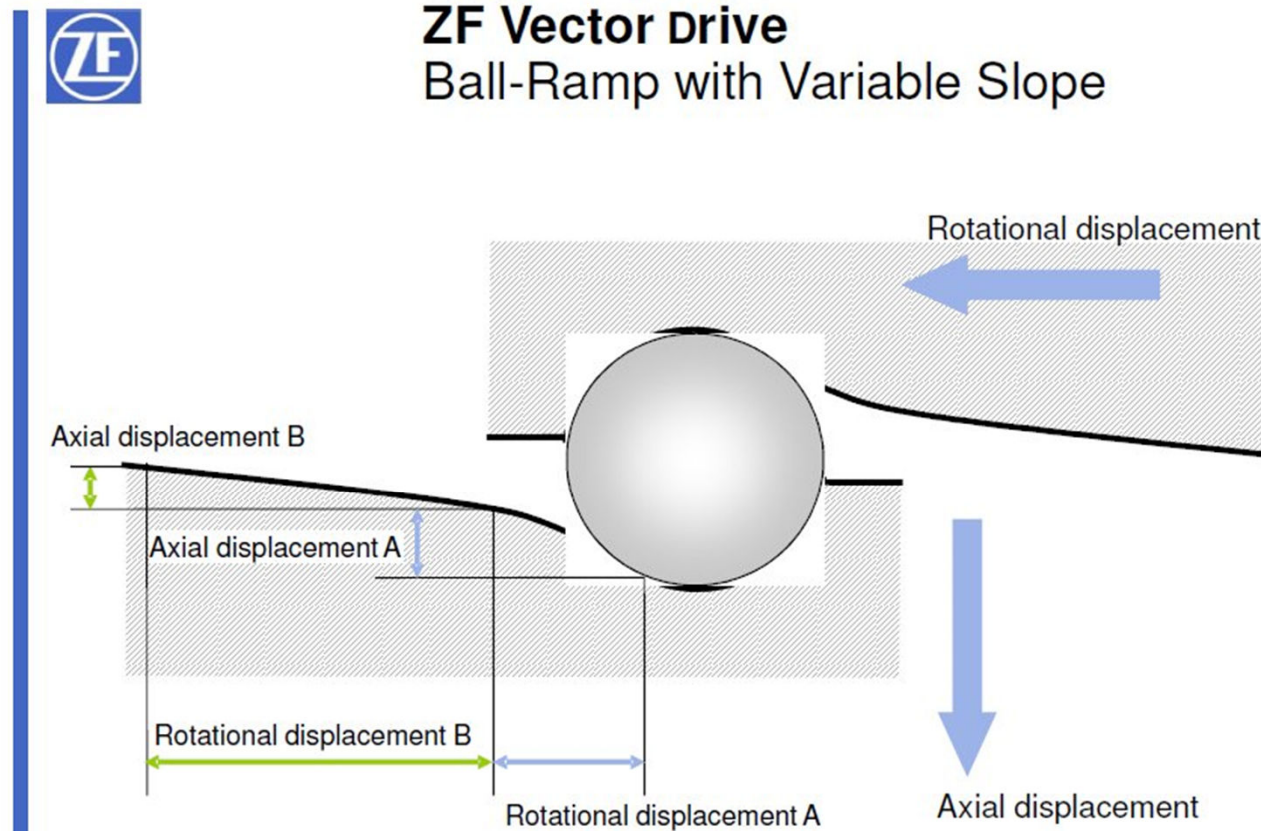 ZF
ZF Vector Drive
Ball-Ramp with Variable Slope
Rotational displacement
Axial displacement B
Axial displacement A
Rotational displacement B
Rotational displacement A
Axial displacement